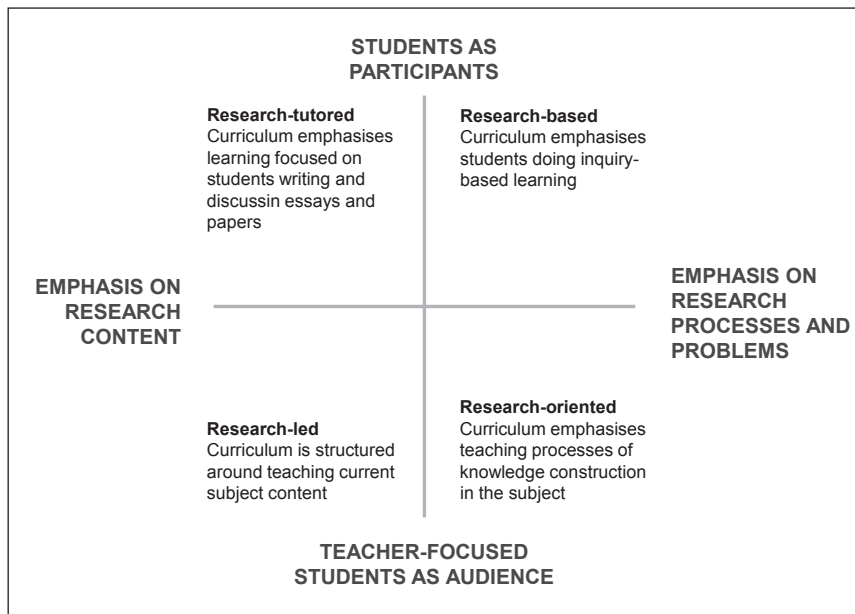 STUDENTS AS
PARTICIPANTS
Research-tutored
Curriculum emphasises
learning focused on
students writing and
discussin essays and
papers
Research-based
Curriculum emphasises
students doing inquiry-
based learning
EMPHASIS ON
RESEARCH
CONTENT
EMPHASIS ON
RESEARCH
PROCESSES AND
PROBLEMS
Research-led
Curriculum is structured
around teaching current
subject content
Research-oriented
Curriculum emphasises
teaching processes of
knowledge construction
in the subject
TEACHER-FOCUSED
STUDENTS AS AUDIENCE